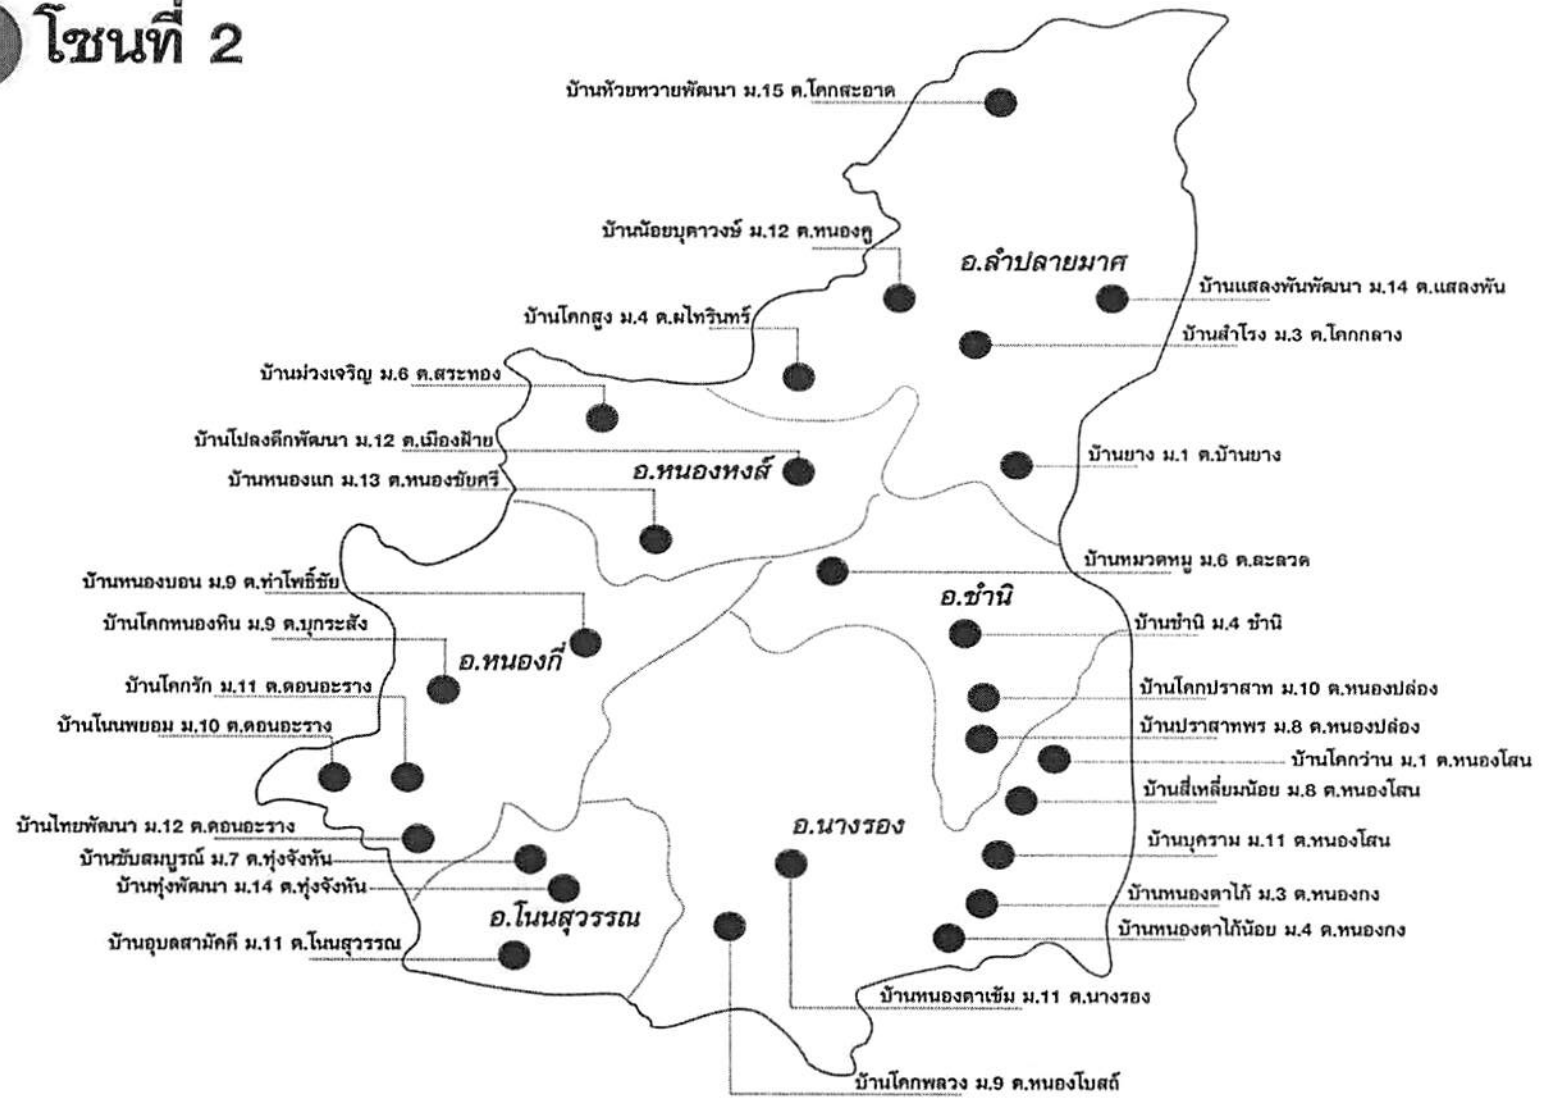 โซนที่ 2
บ้านห้วยหวายพัฒนา ม.15 ต.โคกสะอาด
บ้านน้อยบุตาวงษ์ ม.12 ต.หนองคู
อ.ลำปลายมาศ
บ้านแสลงพันพัฒนา ม.14 ต.แสลงพัน
บ้านโคกสูง ม.4 ต.ผไทรินทร์
บ้านสำโรง ม.3 ต.โคกกลาง
บ้านม่วงเจริญ ม.6 ต.สระทอง
บ้านโปลงดึกพัฒนา ม.12 ต.เมืองฝ้าย
บ้านยาง ม.1 ต.บ้านยาง
อ.หนองหงส์
บ้านหนองแก ม.13 ต.หนองชัยศรี
บ้านหมวดหมู ม.6 ต.ละลวด
บ้านหนองบอน ม.9 ต.ท่าโพธิ์ชัย
อ.ชำนิ
บ้านโคกหนองหิน ม.9 ต.บุกระสัง
บ้านชำนิ ม.4 ชำนิ
อ.หนองกี่
บ้านโคกรัก ม.11 ต.ดอนอะราง
บ้านโคกปราสาท ม.10 ต.หนองปล่อง
บ้านโนนพยอม ม.10 ต.ดอนอะราง
บ้านปราสาทพร ม.8 ต.หนองปล่อง
บ้านโคกว่าน ม.1 ต.หนองโสน
บ้านสี่เหลี่ยมน้อย ม.8 ต.หนองโสน
บ้านไทยพัฒนา ม.12 ต.ดอนอะราง
อ.นางรอง
บ้านบุคราม ม.11 ต.หนองโสน
บ้านซับสมบูรณ์ ม.7 ต.ทุ่งจังหัน
บ้านทุ่งพัฒนา ม.14 ต.ทุ่งจังหัน
บ้านหนองตาไก้ ม.3 ต.หนองกง
อ.โนนสุวรรณ
บ้านหนองตาไก้น้อย ม.4 ต.หนองกง
บ้านอุบลสามัคคี ม.11 ต.โนนสุวรรณ
บ้านหนองตาเข้ม ม.11 ต.นางรอง
บ้านโคกพลวง ม.9 ต.หนองโบสถ์